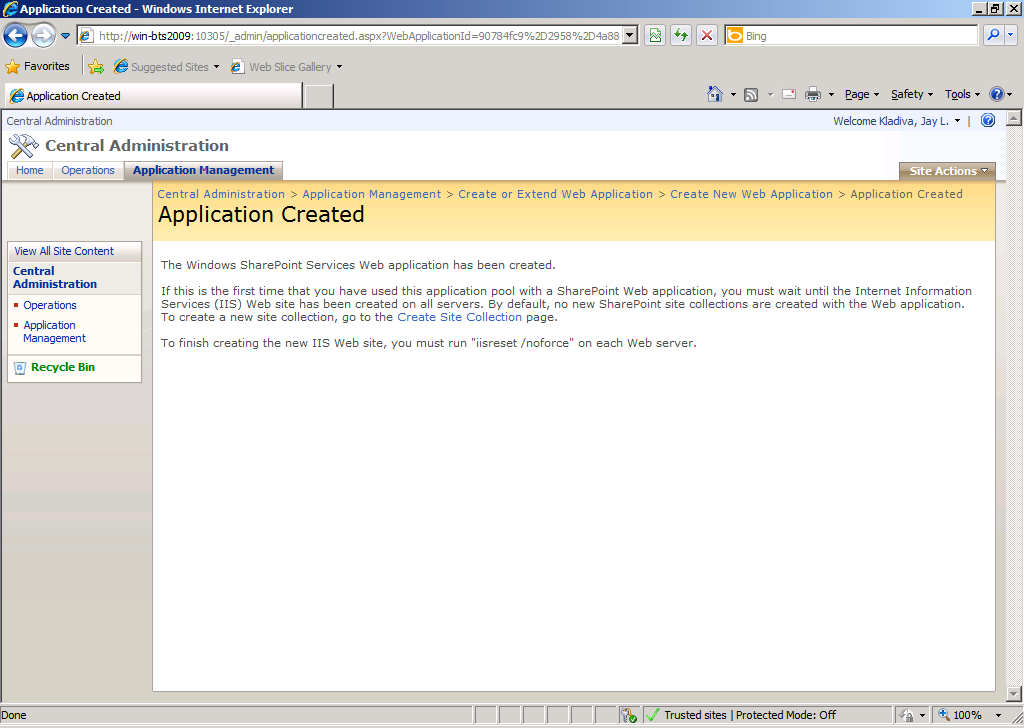 Application Created - Windows Internet Explorer
http://win-bts2009:10305/_admin/applicationcreated.aspx?WebApplicationId=90784fc9%2D2958%2D4a88
Bing
Favorites
Suggested Sites
Web Slice Gallery
Application Created
Page
Safety
Tools
Central Administration
Welcome Kladiva, Jay L.
Central Administration
Home
Operations
Application Management
Site Actions
Central Administration > Application Management > Create or Extend Web Application > Create New Web Application > Application Created
Application Created
View All Site Content
Central
Administration
Operations
Application
Management
Recycle Bin
The Windows SharePoint Services Web application has been created.
If this is the first time that you have used this application pool with a SharePoint Web application, you must wait until the Internet Information
Services (IIS) Web site has been created on all servers. By default, no new SharePoint site collections are created with the Web application.
To create a new site collection, go to the Create Site Collection page.
To finish creating the new IIS Web site, you must run "iisreset /noforce" on each Web server.
Done
Trusted sites | Protected Mode: Off
100%